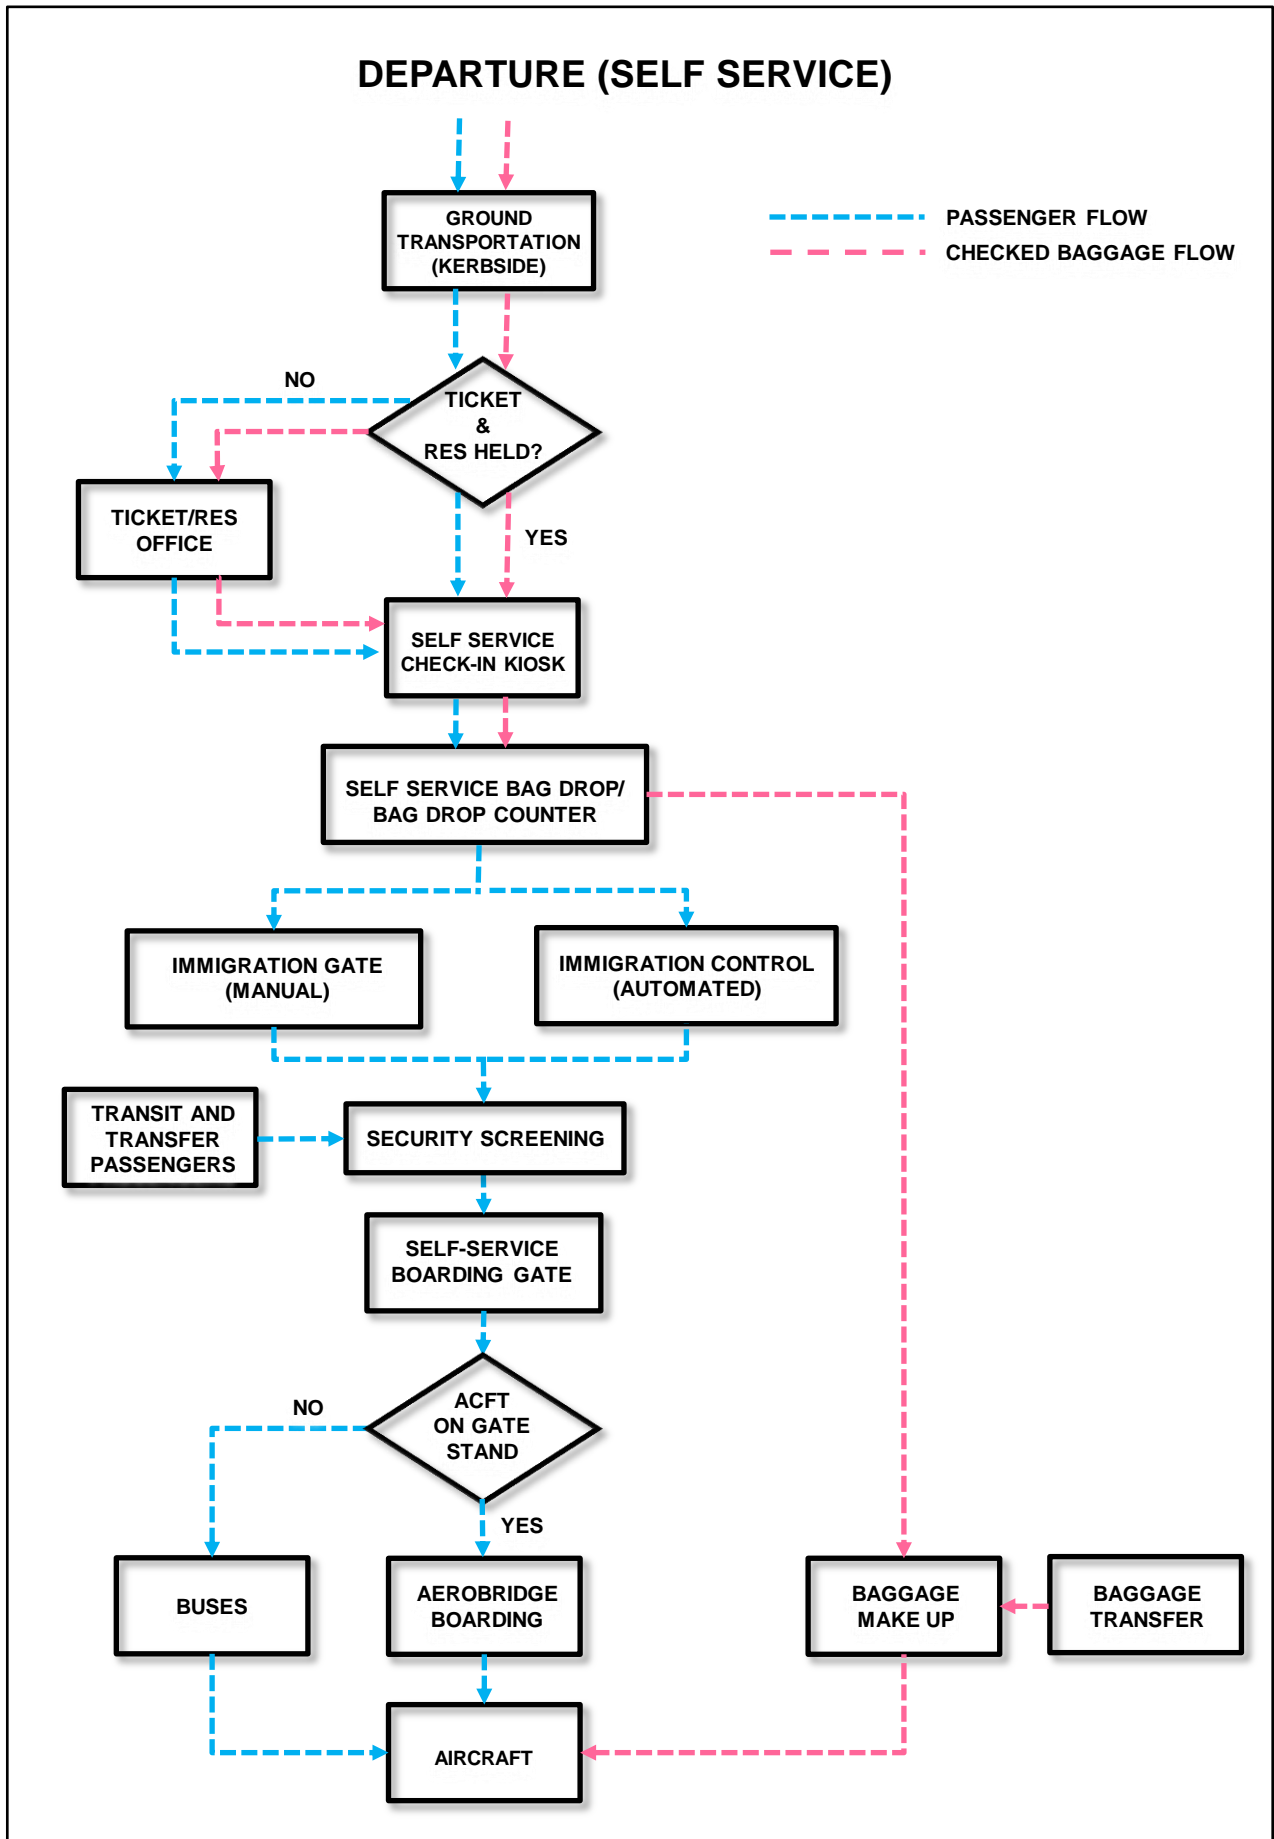 DEPARTURE (SELF SERVICE)
GROUND
TRANSPORTATION
(KERBSIDE)
PASSENGER FLOW
CHECKED BAGGAGE FLOW
NO
TICKET
&
RES HELD?
TICKET/RES
OFFICE
YES
SELF SERVICE
CHECK-IN KIOSK
SELF SERVICE BAG DROP/
BAG DROP COUNTER
IMMIGRATION GATE
(MANUAL)
IMMIGRATION CONTROL
(AUTOMATED)
TRANSIT AND
TRANSFER
PASSENGERS
SECURITY SCREENING
SELF-SERVICE
BOARDING GATE
NO
ACFT
ON GATE
STAND
YES
BUSES
AEROBRIDGE
BOARDING
BAGGAGE
MAKE UP
BAGGAGE
TRANSFER
AIRCRAFT